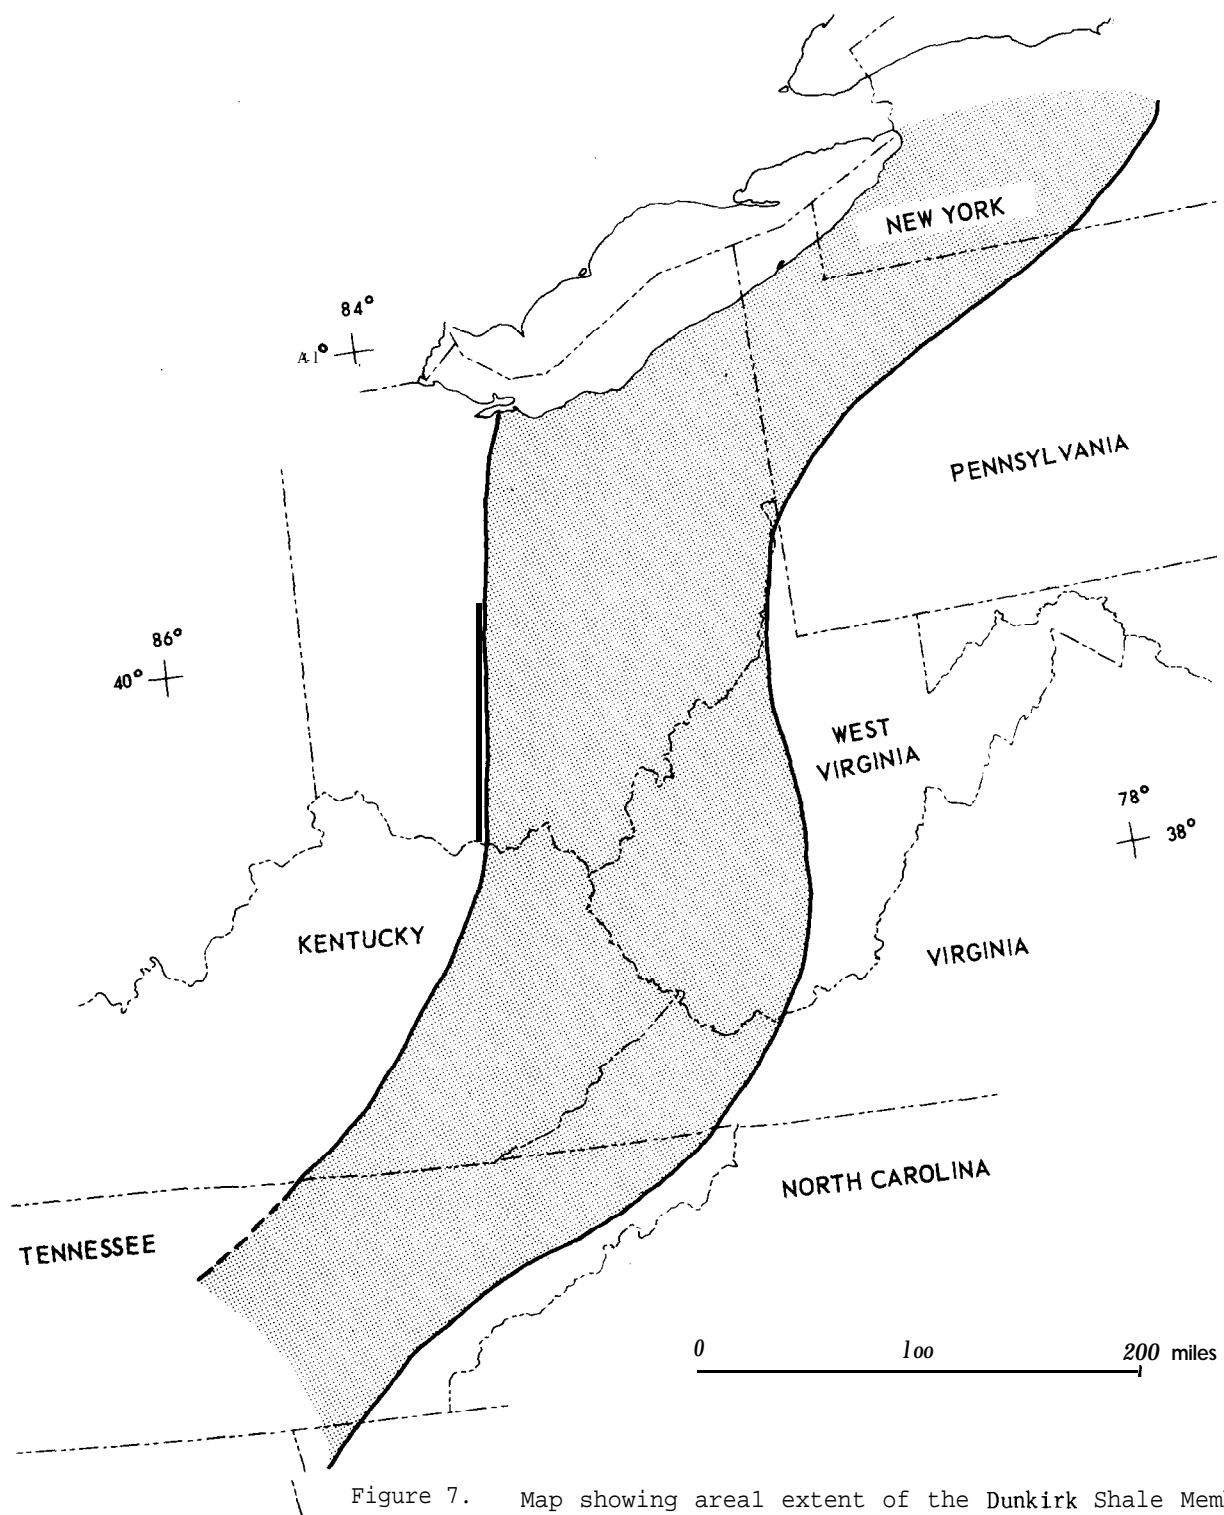 NEW YORK
84°
41°
PENNSYLVANIA
86°
40°
WEST
VIRGINIA
78°
38°
KENTUCKY
VIRGINIA
NORTH CAROLINA
TENNESSEE
0 100 200 miles
Figure 7. Map showing areal extent of the Dunkirk Shale